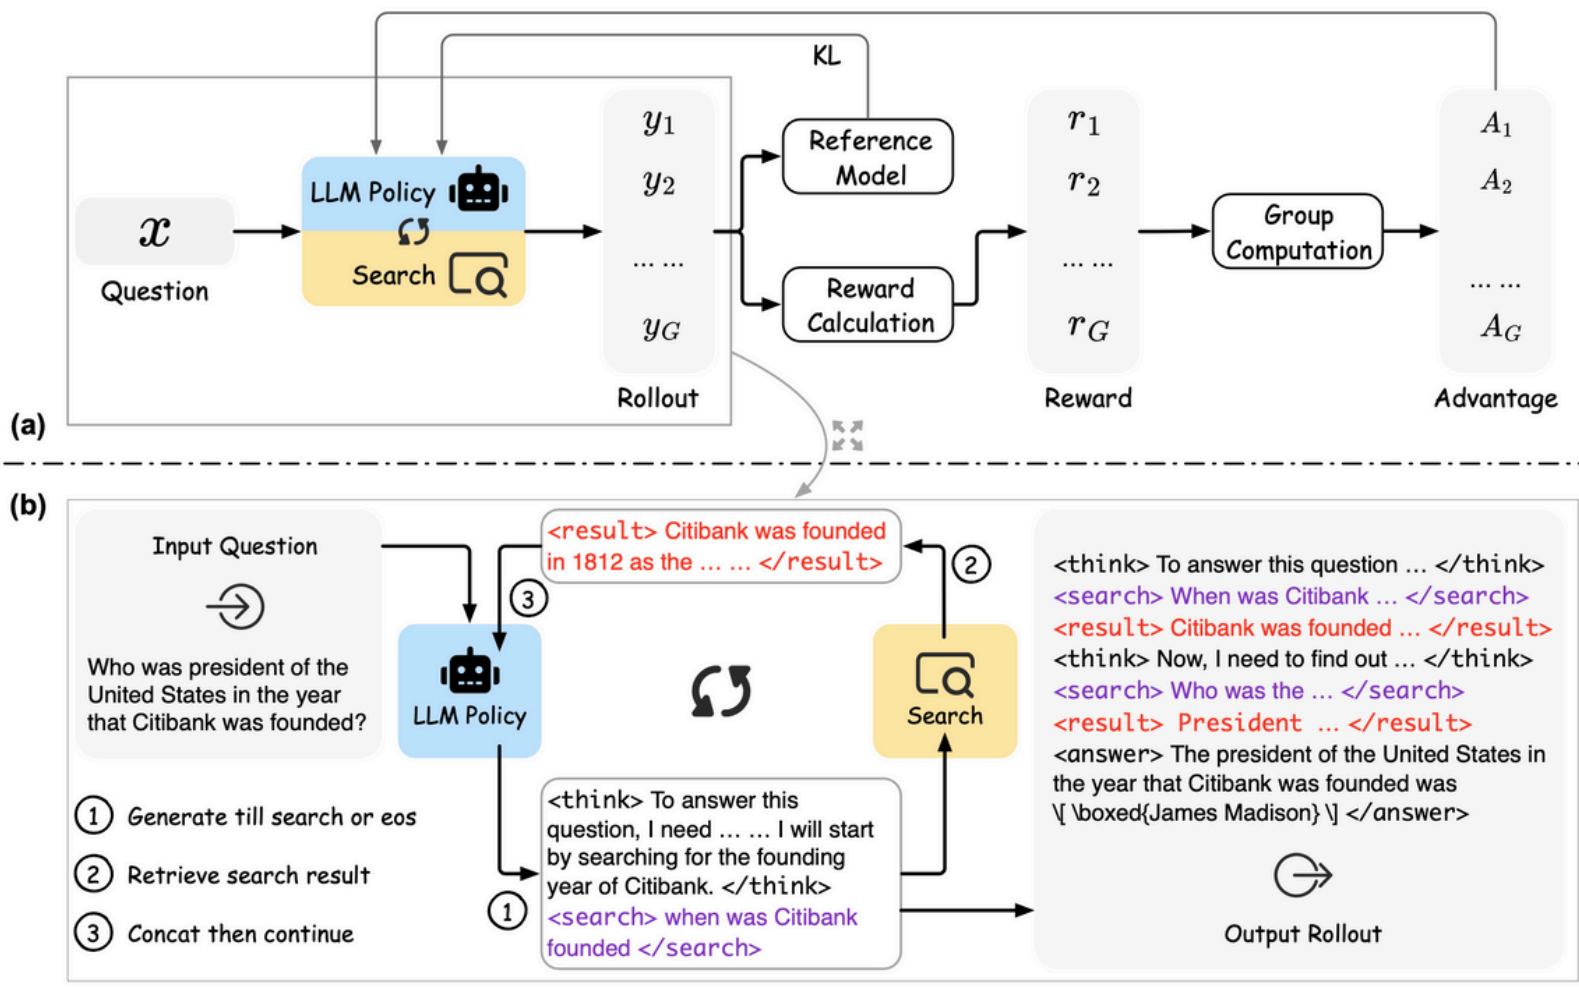 KL
x
Question
LLM Policy
Search
y1
y2
... ...
yG
Rollout
Reference
Model
Reward
Calculation
r1
r2
... ...
rG
Reward
Group
Computation
A1
A2
... ...
AG
Advantage
(a)
(b)
Input Question
Who was president of the
United States in the year
that Citibank was founded?
1 Generate till search or eos
2 Retrieve search result
3 Concat then continue
<result> Citibank was founded
in 1812 as the ... ... </result>
3
2
LLM Policy
Search
1
<think> To answer this
question, I need ... ... I will start
by searching for the founding
year of Citibank. </think>
<search> when was Citibank
founded </search>
<think> To answer this question ... </think>
<search> When was Citibank ... </search>
<result> Citibank was founded ... </result>
<think> Now, I need to find out ... </think>
<search> Who was the ... </search>
<result> President ... </result>
<answer> The president of the United States in
the year that Citibank was founded was
\[ \boxed{James Madison} \] </answer>
Output Rollout